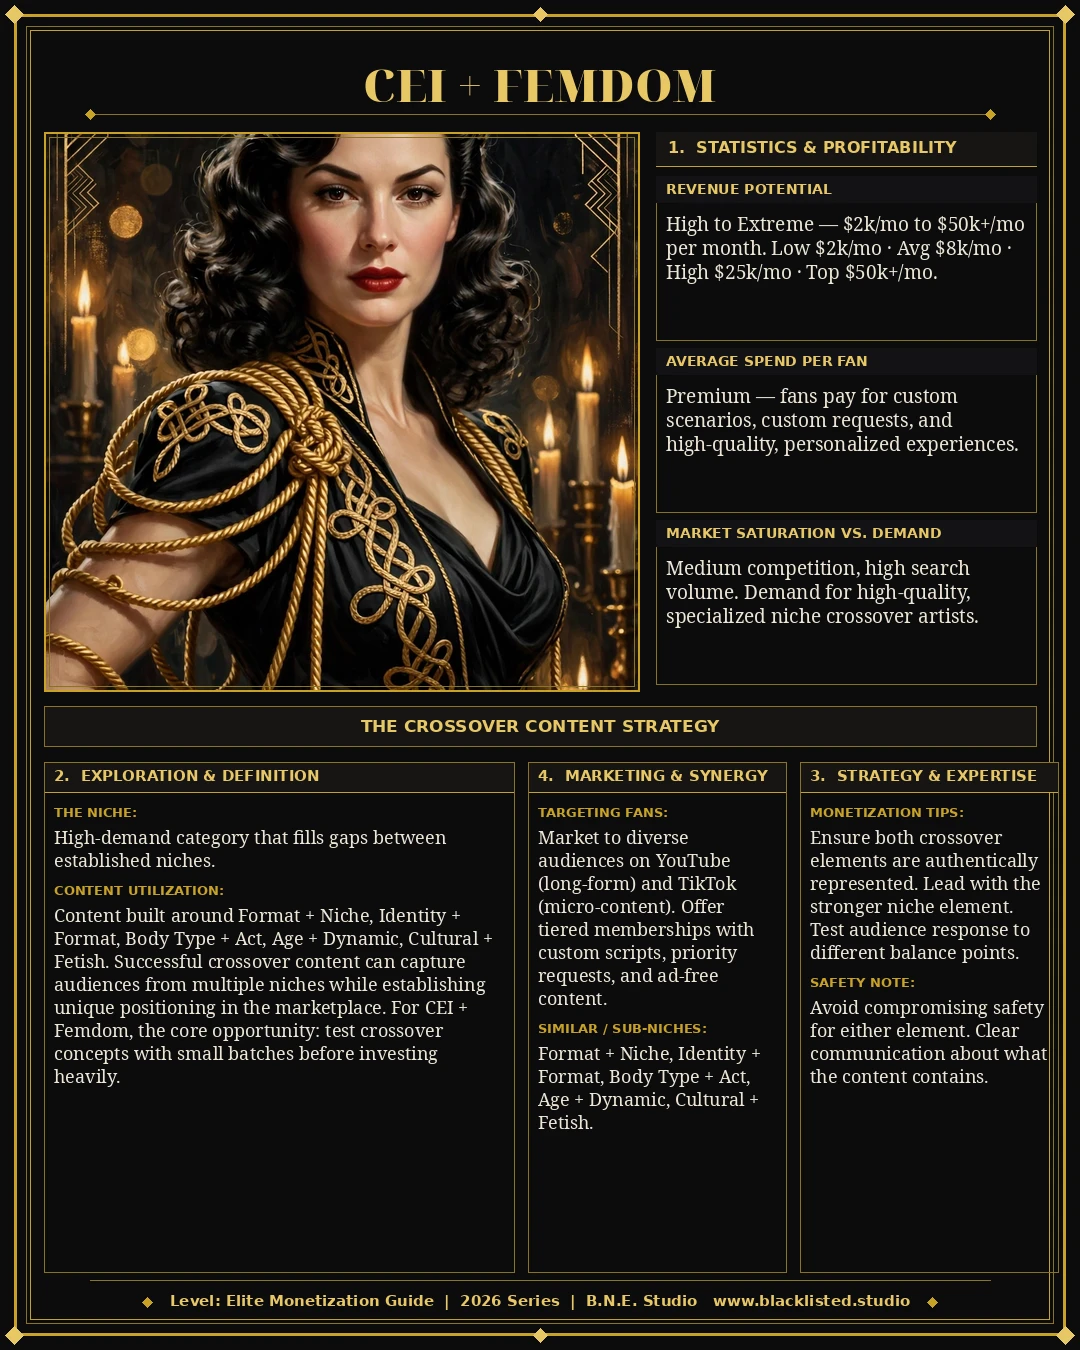 CEI + FEMDOM
1. STATISTICS & PROFITABILITY
REVENUE POTENTIAL
High to Extreme — $2k/mo to $50k+/mo
per month. Low $2k/mo · Avg $8k/mo ·
High $25k/mo · Top $50k+/mo.
AVERAGE SPEND PER FAN
Premium — fans pay for custom
scenarios, custom requests, and
high-quality, personalized experiences.
MARKET SATURATION VS. DEMAND
Medium competition, high search
volume. Demand for high-quality,
specialized niche crossover artists.
THE CROSSOVER CONTENT STRATEGY
2. EXPLORATION & DEFINITION
THE NICHE:
High-demand category that fills gaps between
established niches.
CONTENT UTILIZATION:
Content built around Format + Niche, Identity +
Format, Body Type + Act, Age + Dynamic, Cultural +
Fetish. Successful crossover content can capture
audiences from multiple niches while establishing
unique positioning in the marketplace. For CEI +
Femdom, the core opportunity: test crossover
concepts with small batches before investing
heavily.
4. MARKETING & SYNERGY
TARGETING FANS:
Market to diverse
audiences on YouTube
(long-form) and TikTok
(micro-content). Offer
tiered memberships with
custom scripts, priority
requests, and ad-free
content.
SIMILAR / SUB-NICHES:
Format + Niche, Identity +
Format, Body Type + Act,
Age + Dynamic, Cultural +
Fetish.
3. STRATEGY & EXPERTISE
MONETIZATION TIPS:
Ensure both crossover
elements are authentically
represented. Lead with the
stronger niche element.
Test audience response to
different balance points.
SAFETY NOTE:
Avoid compromising safety
for either element. Clear
communication about what
the content contains.
Level: Elite Monetization Guide | 2026 Series | B.N.E. Studio www.blacklisted.studio